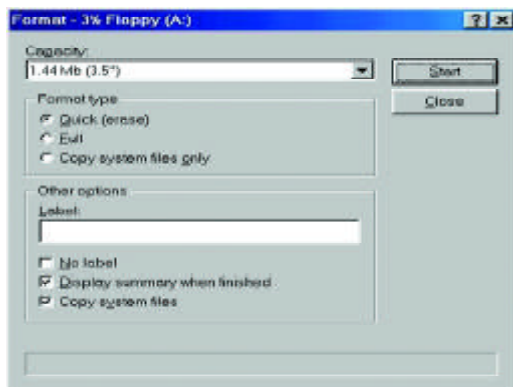 Format - 3½ Floppy (A:)
Capacity:
1.44 Mb (3.5")
Start
Close
Format type
Quick (erase)
Full
Copy system files only
Other options
Label:
No label
Display summary when finished
Copy system files